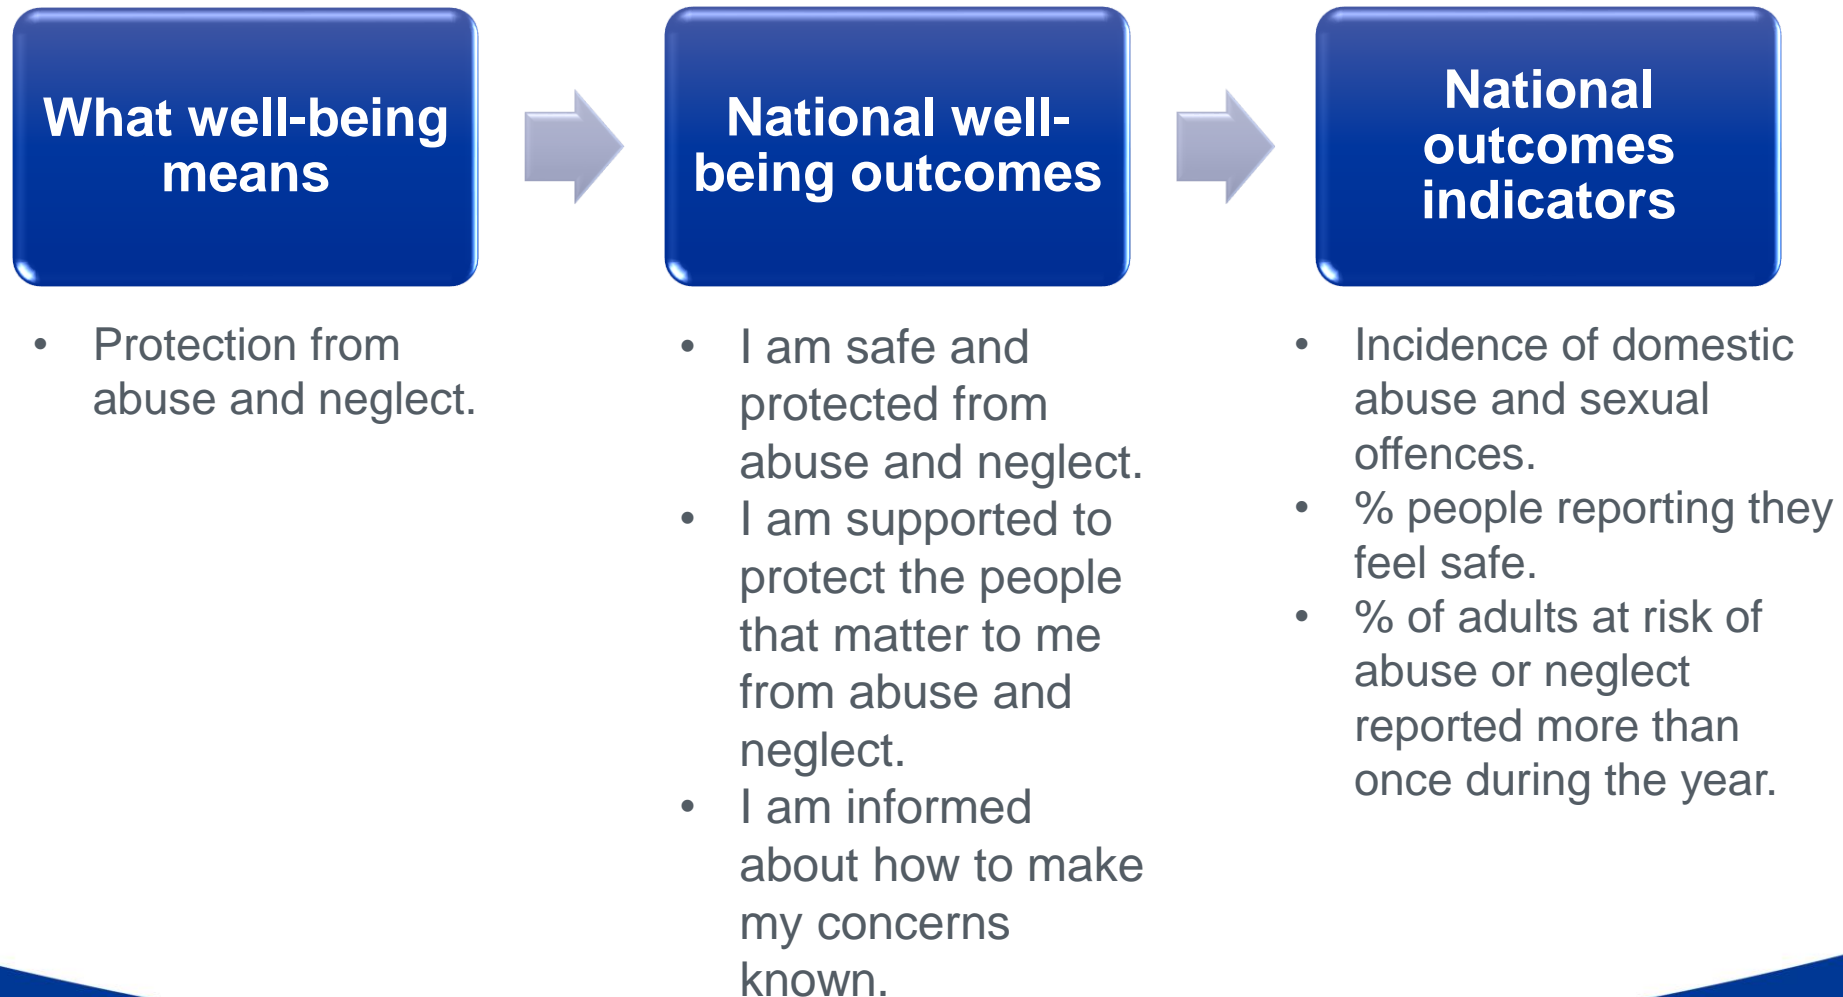 What well-being
means
National well-
being outcomes
National
outcomes
indicators
• Protection from
abuse and neglect.
• I am safe and
protected from
abuse and neglect.
• I am supported to
protect the people
that matter to me
from abuse and
neglect.
• I am informed
about how to make
my concerns
known.
• Incidence of domestic
abuse and sexual
offences.
• % people reporting they
feel safe.
• % of adults at risk of
abuse or neglect
reported more than
once during the year.